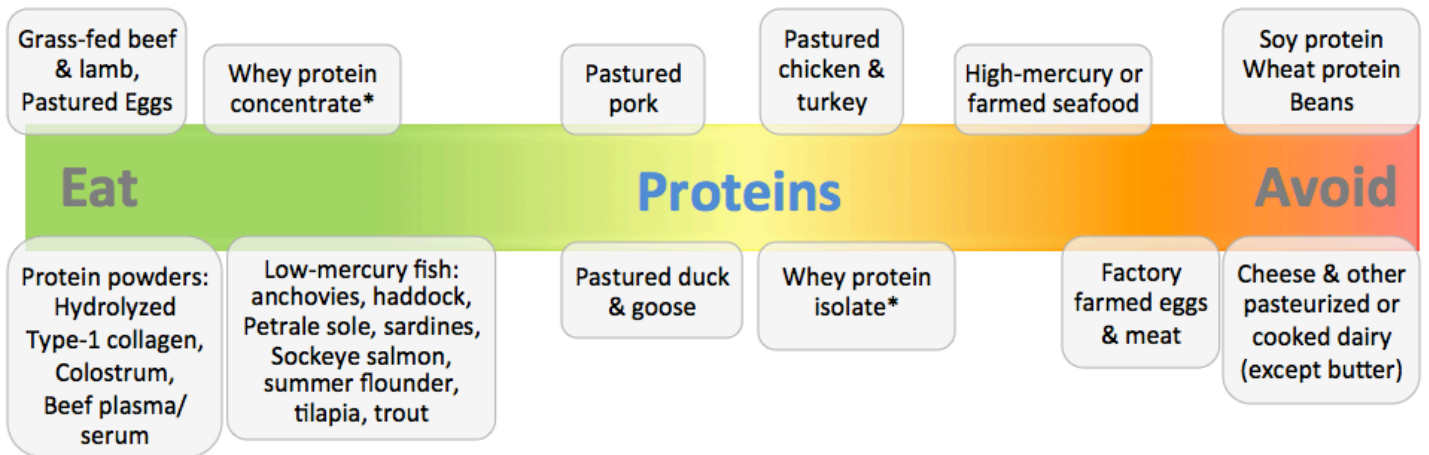 Grass-fed beef
& lamb,
Pastured Eggs
Whey protein
concentrate*
Pastured
pork
Pastured
chicken &
turkey
High-mercury or
farmed seafood
Soy protein
Wheat protein
Beans
Eat
Proteins
Avoid
Protein powders:
Hydrolyzed
Type-1 collagen,
Colostrum,
Beef plasma/
serum
Low-mercury fish:
anchovies, haddock,
Petrale sole, sardines,
Sockeye salmon,
summer flounder,
tilapia, trout
Pastured duck
& goose
Whey protein
isolate*
Factory
farmed eggs
& meat
Cheese & other
pasteurized or
cooked dairy
(except butter)